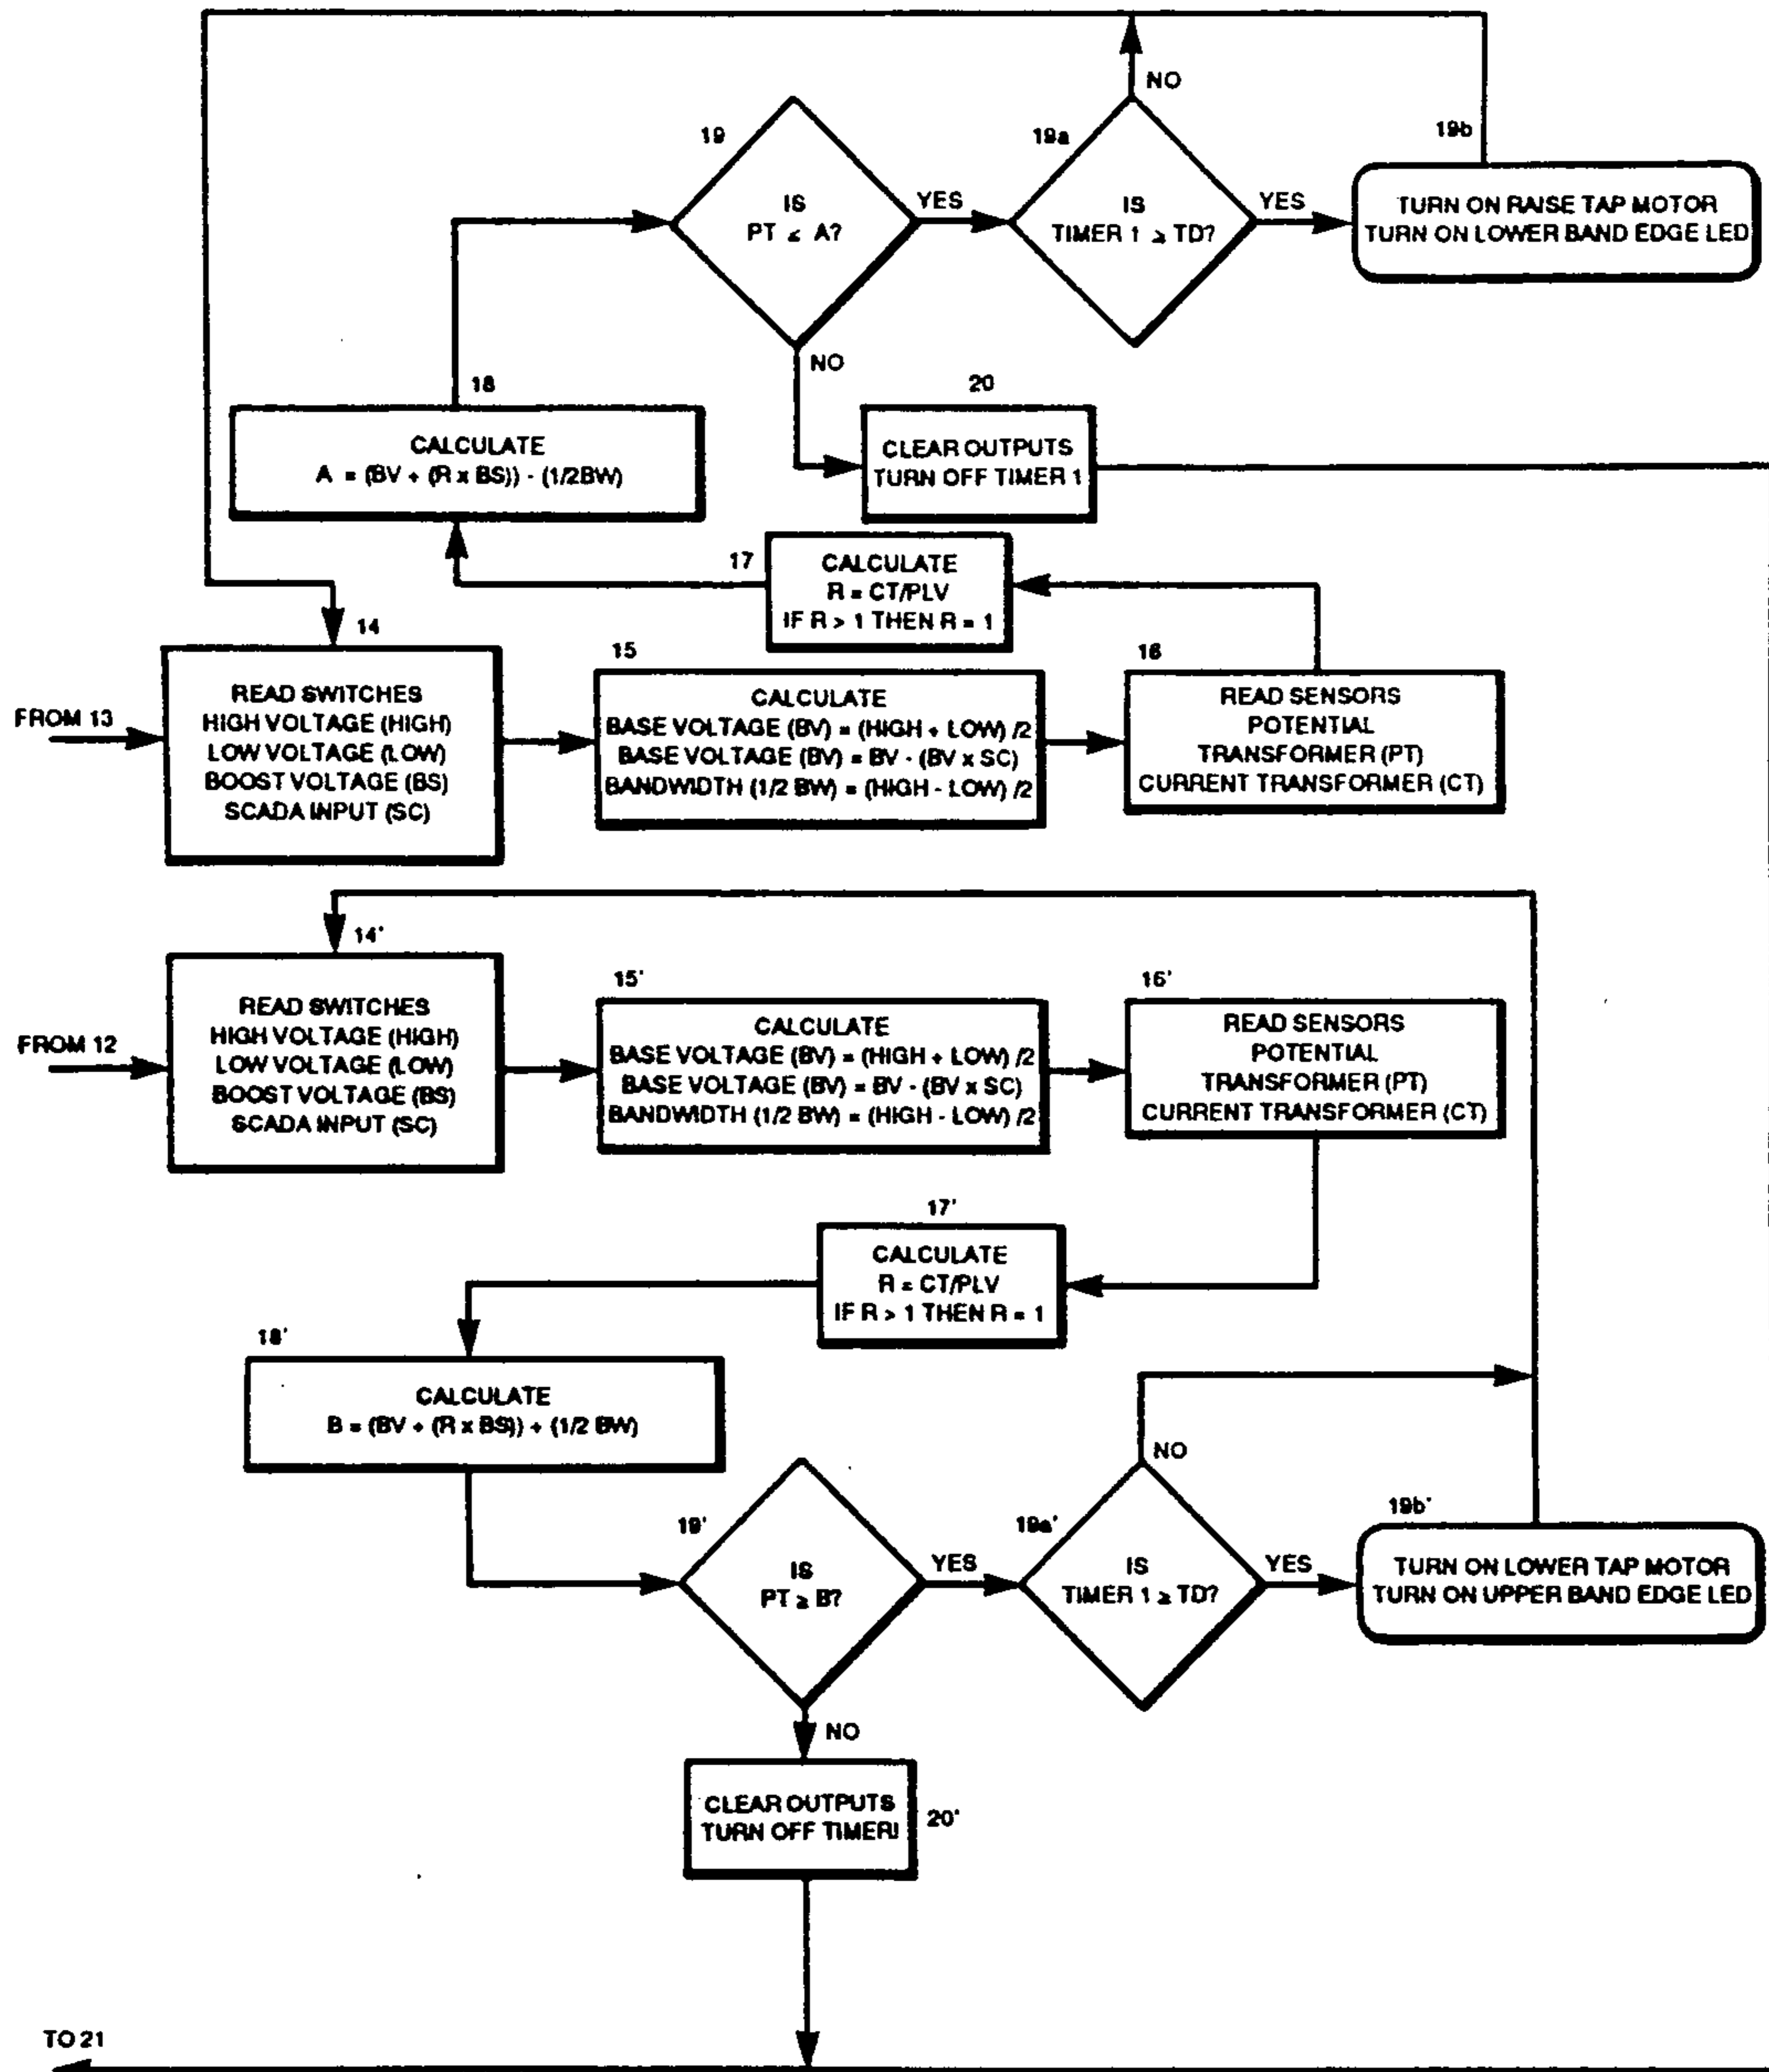 NO
19
19a
19b
IS
PT ≤ A?
YES
IS
TIMER 1 ≥ TD?
YES
TURN ON RAISE TAP MOTOR
TURN ON LOWER BAND EDGE LED
NO
18
20
CALCULATE
A = (BV + (R x BS)) - (1/2BW)
CLEAR OUTPUTS
TURN OFF TIMER 1
17
CALCULATE
R = CT/PLV
IF R > 1 THEN R = 1
14
15
16
FROM 13
READ SWITCHES
HIGH VOLTAGE (HIGH)
LOW VOLTAGE (LOW)
BOOST VOLTAGE (BS)
SCADA INPUT (SC)
CALCULATE
BASE VOLTAGE (BV) = (HIGH + LOW) /2
BASE VOLTAGE (BV) = BV - (BV x SC)
BANDWIDTH (1/2 BW) = (HIGH - LOW) /2
READ SENSORS
POTENTIAL
TRANSFORMER (PT)
CURRENT TRANSFORMER (CT)
14'
15'
16'
FROM 12
READ SWITCHES
HIGH VOLTAGE (HIGH)
LOW VOLTAGE (LOW)
BOOST VOLTAGE (BS)
SCADA INPUT (SC)
CALCULATE
BASE VOLTAGE (BV) = (HIGH + LOW) /2
BASE VOLTAGE (BV) = BV - (BV x SC)
BANDWIDTH (1/2 BW) = (HIGH - LOW) /2
READ SENSORS
POTENTIAL
TRANSFORMER (PT)
CURRENT TRANSFORMER (CT)
17'
CALCULATE
R = CT/PLV
IF R > 1 THEN R = 1
18'
CALCULATE
B = (BV + (R x BS)) + (1/2 BW)
NO
19'
19a'
19b'
IS
PT ≥ B?
YES
IS
TIMER 1 ≥ TD?
YES
TURN ON LOWER TAP MOTOR
TURN ON UPPER BAND EDGE LED
NO
CLEAR OUTPUTS
TURN OFF TIMER!
20'
TO 21